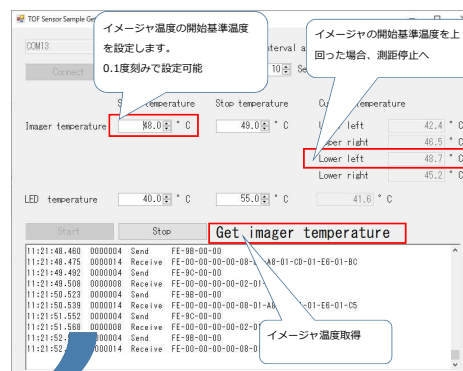 TOF Sensor Sample Ge
イメージャ温度の開始基準温度
を設定します。
0.1度刻みで設定可能
イメージャの開始基準温度を上
回った場合、測距停止へ
COM13
nterval a
Connect
10
Se
Stop temperature
Imager temperature
48.0 ° C
49.0 ° C
left
42.4 ° C
right
46.5 ° C
Lower left
48.7 ° C
Lower right
45.2 ° C
LED temperature
40.0 ° C
55.0 ° C
41.6 ° C
Start
Stop
Get imager temperature
11:21:48.460 0000004 Send FE-9B-00-00
11:21:48.475 0000014 Receive FE-00-00-00-00-08-01-A8-01-CD-01-E6-01-BC
11:21:49.492 0000004 Send FE-9C-00-00
11:21:49.508 0000008 Receive FE-00-00-00-00-02-01-
11:21:50.523 Send FE-9B-00-00
11:21:50.539 0000014 Receive FE-00-00-00-00-08-01-A 01-E6-01-C5
11:21:51.552 0000004 Send FE-9C-00-00
11:21:51.568 0000008 Receive FE-00-00-00-00-02-0
11:21:52. 0000004 Send FE-9B-00-00
11:21:52. 000014 Receive FE-00-00-00-00-08-0
イメージャ温度取得